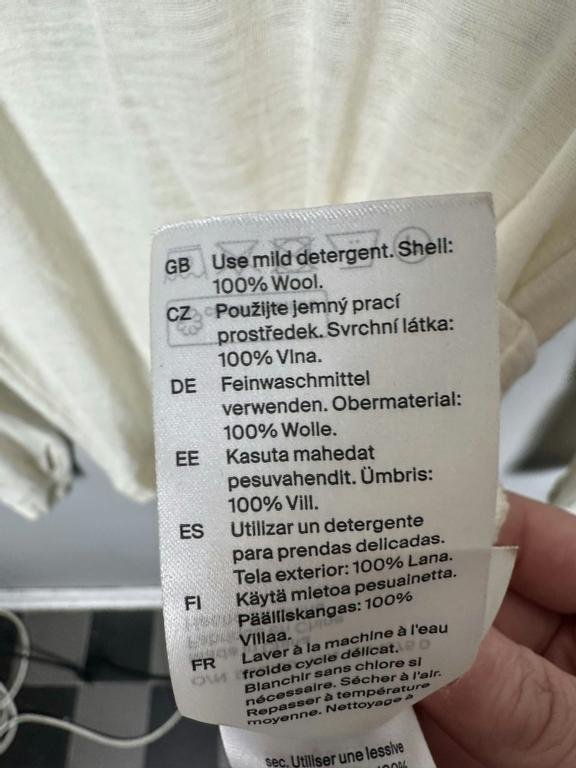 GB Use mild detergent. Shell:
100% Wool.
CZ Použijte jemný prací
prostředek. Svrchní látka:
100% Vlna.
DE Feinwaschmittel
verwenden. Obermaterial:
100% Wolle.
EE Kasuta mahedat
pesuvahendit. Ümbris:
100% Vill.
ES Utilizar un detergente
para prendas delicadas.
Tela exterior: 100% Lana.
FI Käytä mietoa pesuainetta.
Päälliskangas: 100%
Villaa.
FR Laver à la machine à l'eau
froide cycle délicat.
Blanchir sans chlore si
nécessaire. Sécher à l'air.
Repasser à température
moyenne. Nettoyage à
sec. Utiliser une lessive